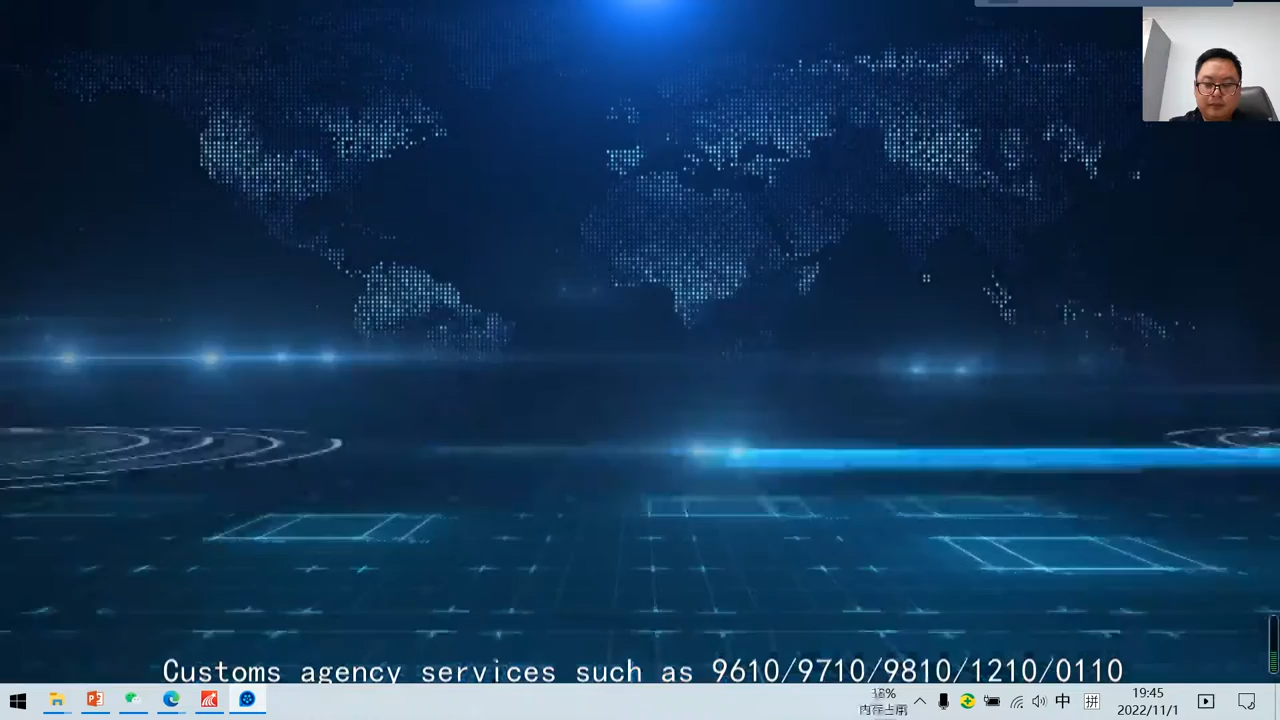 Customs agency services such as 9610/9710/9810/1210/0110
内存占用
中
拼
19:45
2022/11/1